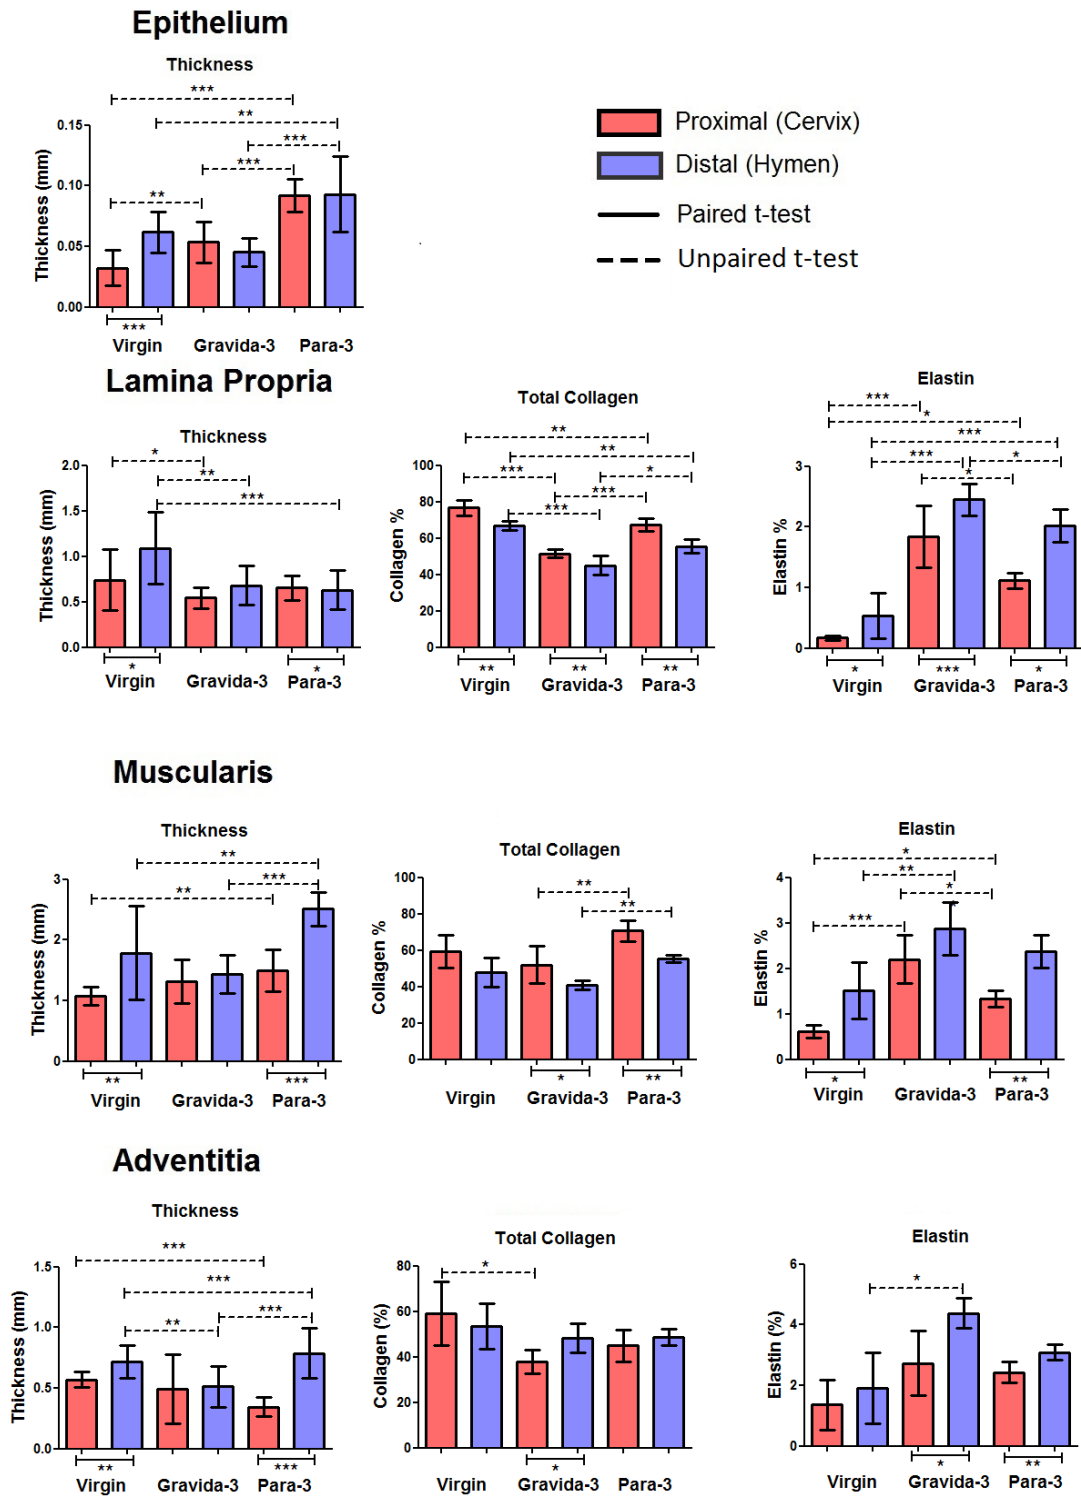 Epithelium
Thickness
***
**
***
***
**
Thickness (mm)
0.15
0.10
0.05
0.00
***
Virgin Gravida-3 Para-3
Proximal (Cervix)
Distal (Hymen)
Paired t-test
Unpaired t-test
Lamina Propria
Thickness
*
**
***
Thickness (mm)
2.0
1.5
1.0
0.5
0.0
*
*
Virgin Gravida-3 Para-3
Total Collagen
**
**
***
*
***
***
Collagen %
100
80
60
40
20
0
**
**
**
Virgin Gravida-3 Para-3
Elastin
***
*
***
***
*
*
Elastin %
3
2
1
0
*
***
*
Virgin Gravida-3 Para-3
Muscularis
Thickness
**
***
**
Thickness (mm)
3
2
1
0
**
***
Virgin Gravida-3 Para-3
Total Collagen
**
**
Collagen %
100
80
60
40
20
0
*
**
Virgin Gravida-3 Para-3
Elastin
*
**
*
***
Elastin %
4
3
2
1
0
*
**
Virgin Gravida-3 Para-3
Adventitia
Thickness
***
***
***
**
Thickness (mm)
1.5
1.0
0.5
0.0
**
***
Virgin Gravida-3 Para-3
Total Collagen
*
Collagen (%)
80
60
40
20
0
*
Virgin Gravida-3 Para-3
Elastin
*
Elastin (%)
6
4
2
0
*
**
Virgin Gravida-3 Para-3